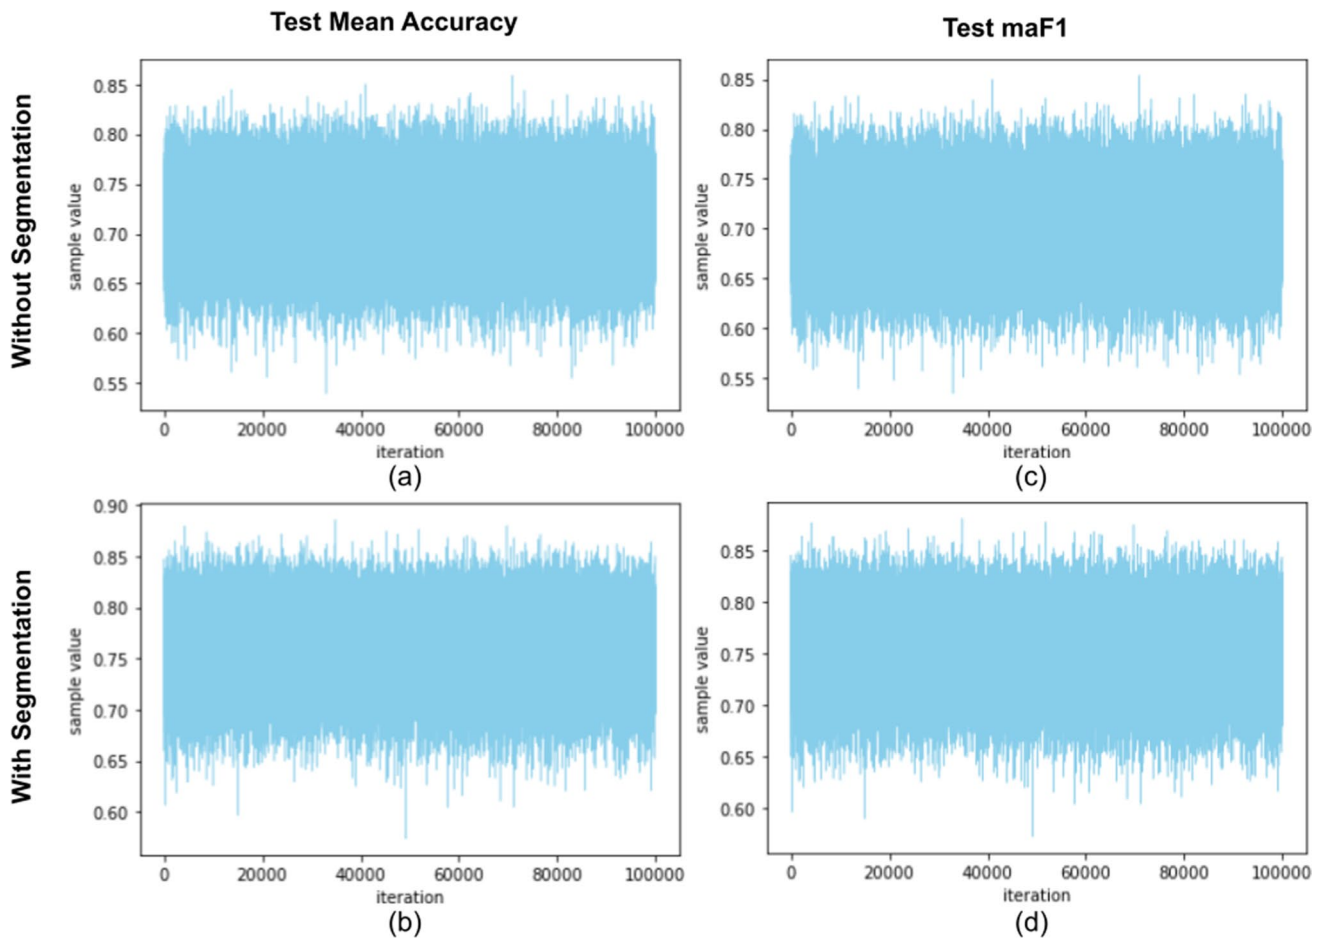 Test Mean Accuracy
Test maF1
Without Segmentation
0.85
0.80
0.75
0.70
0.65
0.60
0.55
sample value
0 20000 40000 60000 80000 100000
iteration
(a)
0.85
0.80
0.75
0.70
0.65
0.60
0.55
sample value
0 20000 40000 60000 80000 100000
iteration
(c)
With Segmentation
0.90
0.85
0.80
0.75
0.70
0.65
0.60
sample value
0 20000 40000 60000 80000 100000
iteration
(b)
0.85
0.80
0.75
0.70
0.65
0.60
sample value
0 20000 40000 60000 80000 100000
iteration
(d)